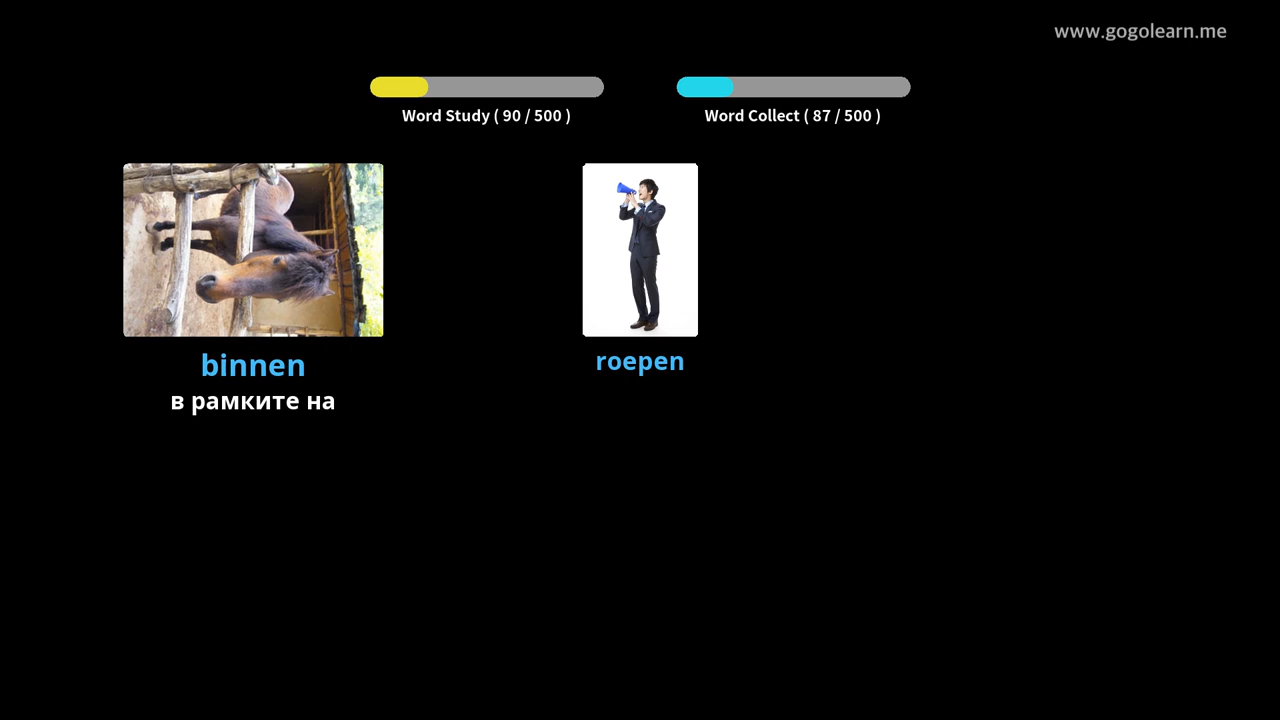 www.gogolearn.me
Word Study ( 90 / 500 )
Word Collect ( 87 / 500 )
binnen
в рамките на
roepen